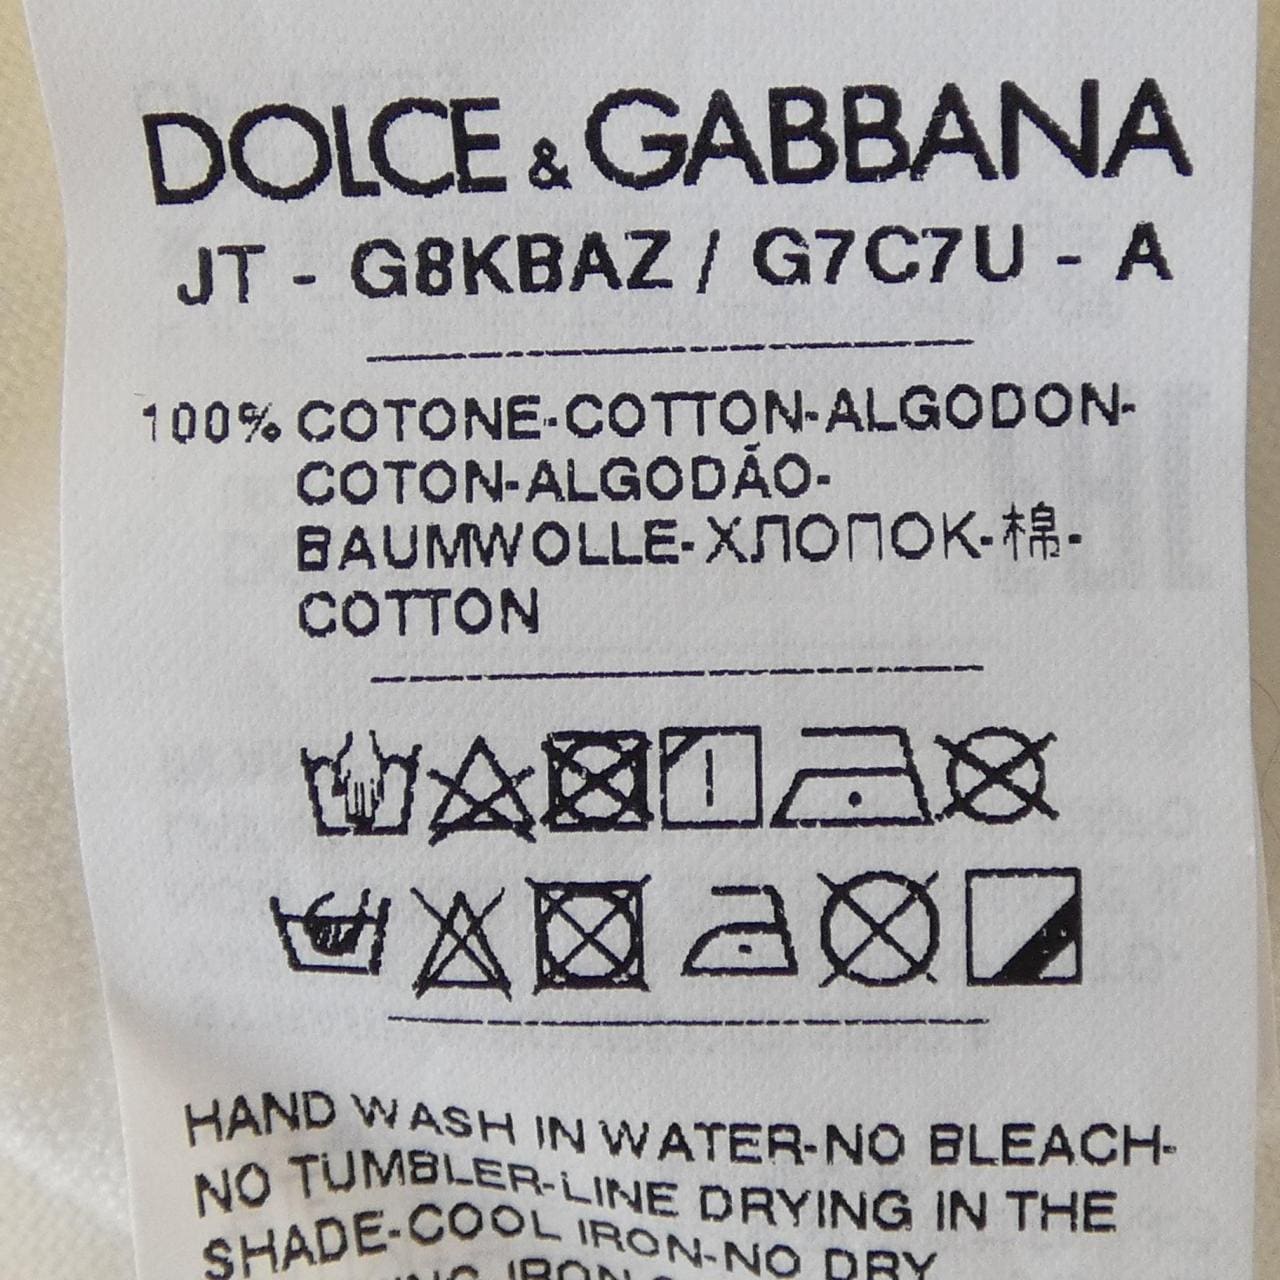 DOLCE & GABBANA
JT - G8KBAZ / G7C7U - A
100% COTONE-COTTON-ALGODON-
COTON-ALGODÃO-
BAUMWOLLE-ХЛОПОК-棉-
COTTON
HAND WASH IN WATER-NO BLEACH-
NO TUMBLER-LINE DRYING IN THE
SHADE-COOL IRON-NO DRY
IRON